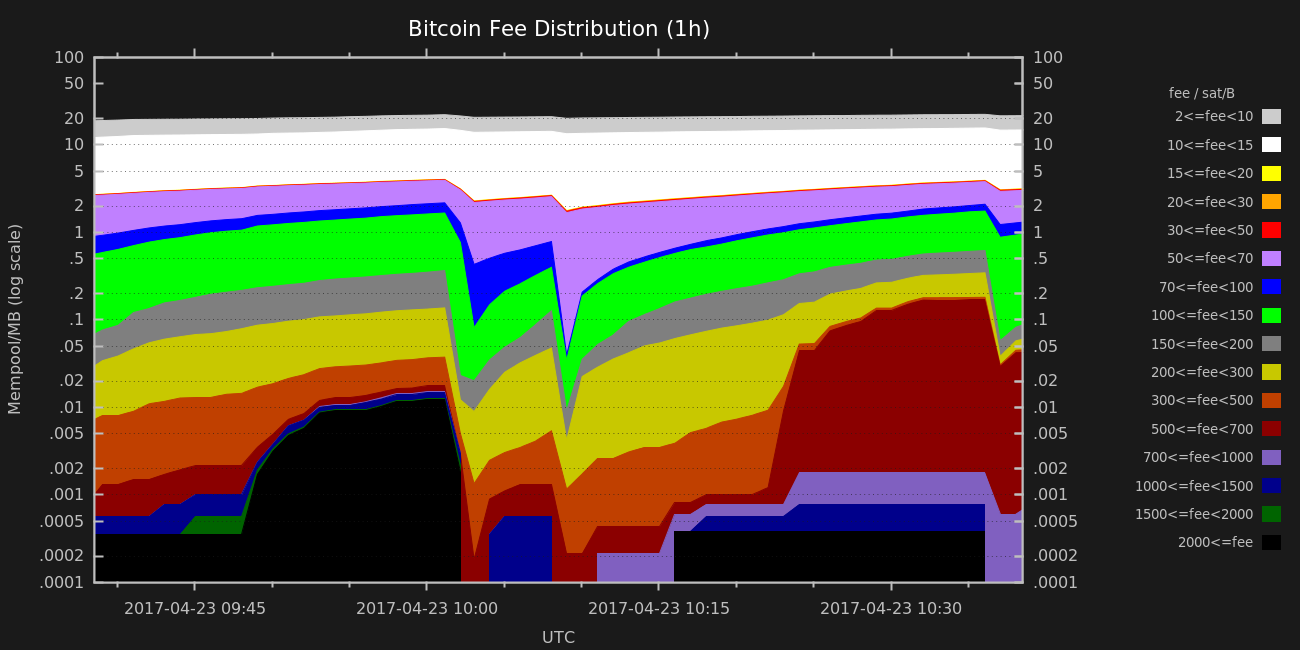 Bitcoin Fee Distribution (1h)
Mempool/MB (log scale)
100
50
20
10
5
2
1
.5
.2
.1
.05
.02
.01
.005
.002
.001
.0005
.0002
.0001
100
50
20
10
5
2
1
.5
.2
.1
.05
.02
.01
.005
.002
.001
.0005
.0002
.0001
2017-04-23 09:45
2017-04-23 10:00
2017-04-23 10:15
2017-04-23 10:30
UTC
fee / sat/B
2<=fee<10
10<=fee<15
15<=fee<20
20<=fee<30
30<=fee<50
50<=fee<70
70<=fee<100
100<=fee<150
150<=fee<200
200<=fee<300
300<=fee<500
500<=fee<700
700<=fee<1000
1000<=fee<1500
1500<=fee<2000
2000<=fee